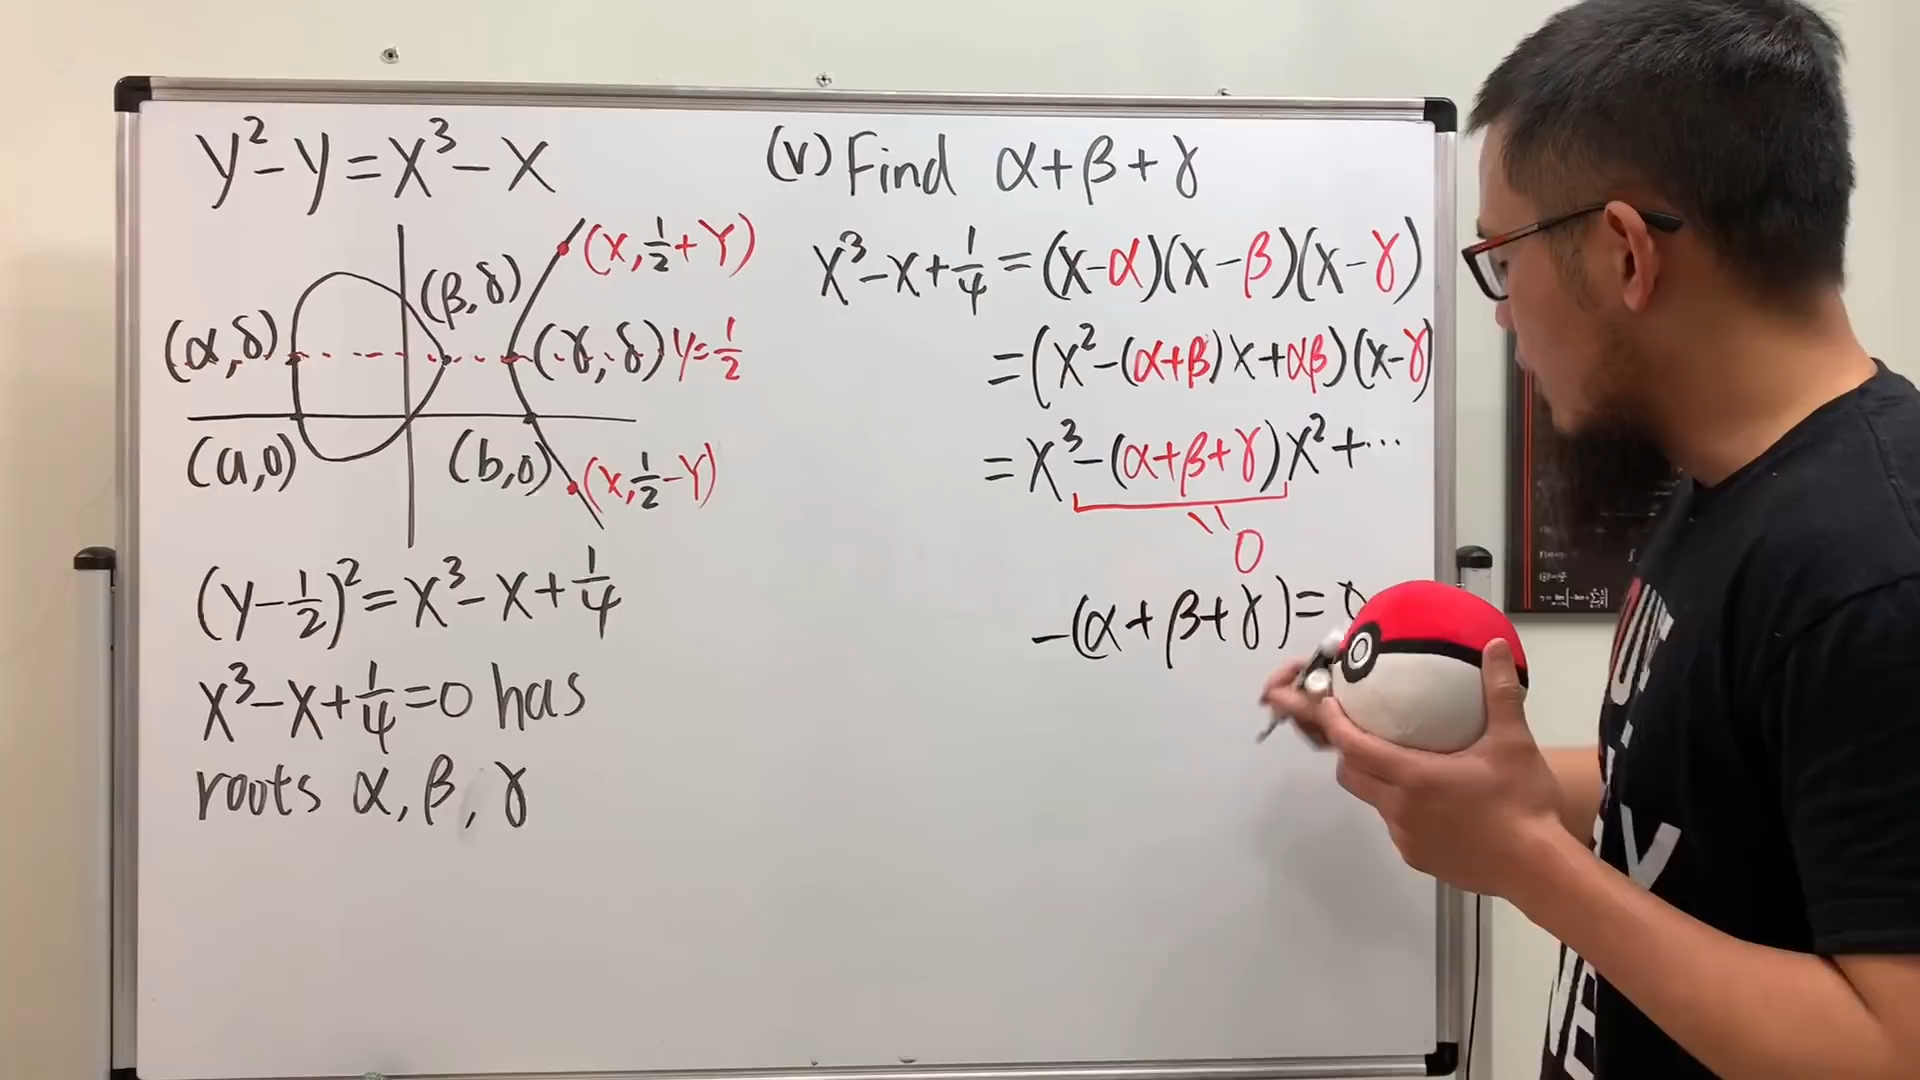 y²-y=x³-x
(x,½+Y)
(β,δ)
(α,δ)
(γ,δ) y=½
(a,0)
(b,0)
(x,½-Y)
(y-½)²=x³-x+¼
x³-x+¼=0 has
roots α, β, γ
(v) Find α+β+γ
x³-x+¼=(x-α)(x-β)(x-γ)
=(x²-(α+β)x+αβ)(x-γ)
=x³-(α+β+γ)x²+⋯
0
-(α+β+γ)=0